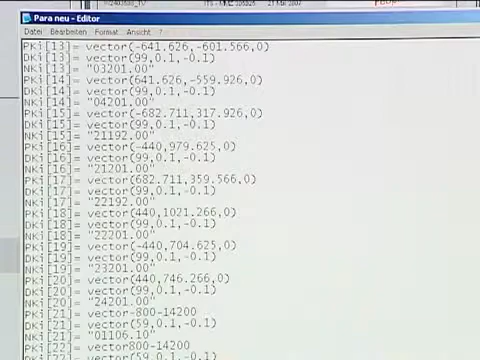 Para neu - Editor
Datei Bearbeiten Format Ansicht ?
PKi[13]= vector(-641.626,-601.566,0)
DKi[13]= vector(99,0.1,-0.1)
NKi[13]= "03201.00"
PKi[14]= vector(641.626,-559.926,0)
DKi[14]= vector(99,0.1,-0.1)
NKi[14]= "04201.00"
PKi[15]= vector(-682.711,317.926,0)
DKi[15]= vector(99,0.1,-0.1)
NKi[15]= "21192.00"
PKi[16]= vector(-440,979.625,0)
DKi[16]= vector(99,0.1,-0.1)
NKi[16]= "21201.00"
PKi[17]= vector(682.711,359.566,0)
DKi[17]= vector(99,0.1,-0.1)
NKi[17]= "22192.00"
PKi[18]= vector(440,1021.266,0)
DKi[18]= vector(99,0.1,-0.1)
NKi[18]= "22201.00"
PKi[19]= vector(-440,704.625,0)
DKi[19]= vector(99,0.1,-0.1)
NKi[19]= "23201.00"
PKi[20]= vector(440,746.266,0)
DKi[20]= vector(99,0.1,-0.1)
NKi[20]= "24201.00"
PKi[21]= vector-800-14200
DKi[21]= vector(59,0.1,-0.1)
NKi[21]= "01106.10"
PKi[22]= vector800-14200
DKi[22]= vector(59,0.1,-0.1)